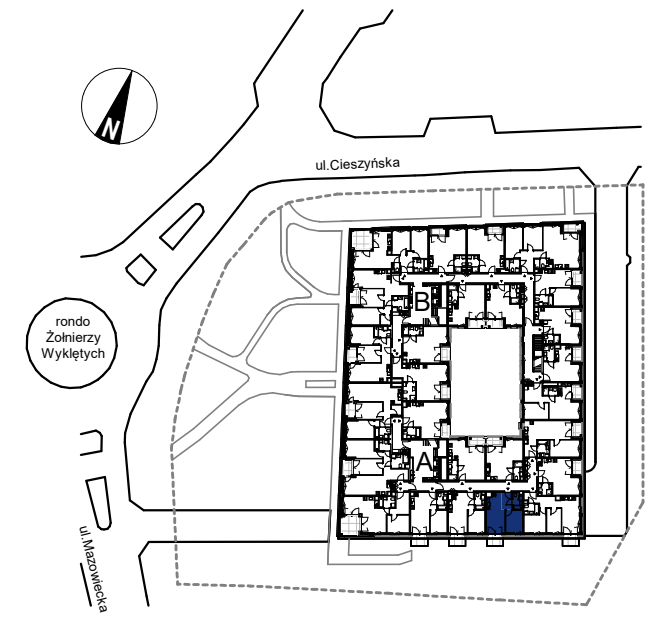 N
ul.Cieszyńska
B
rondo
Żołnierzy
Wyklętych
A
ul.Mazowiecka